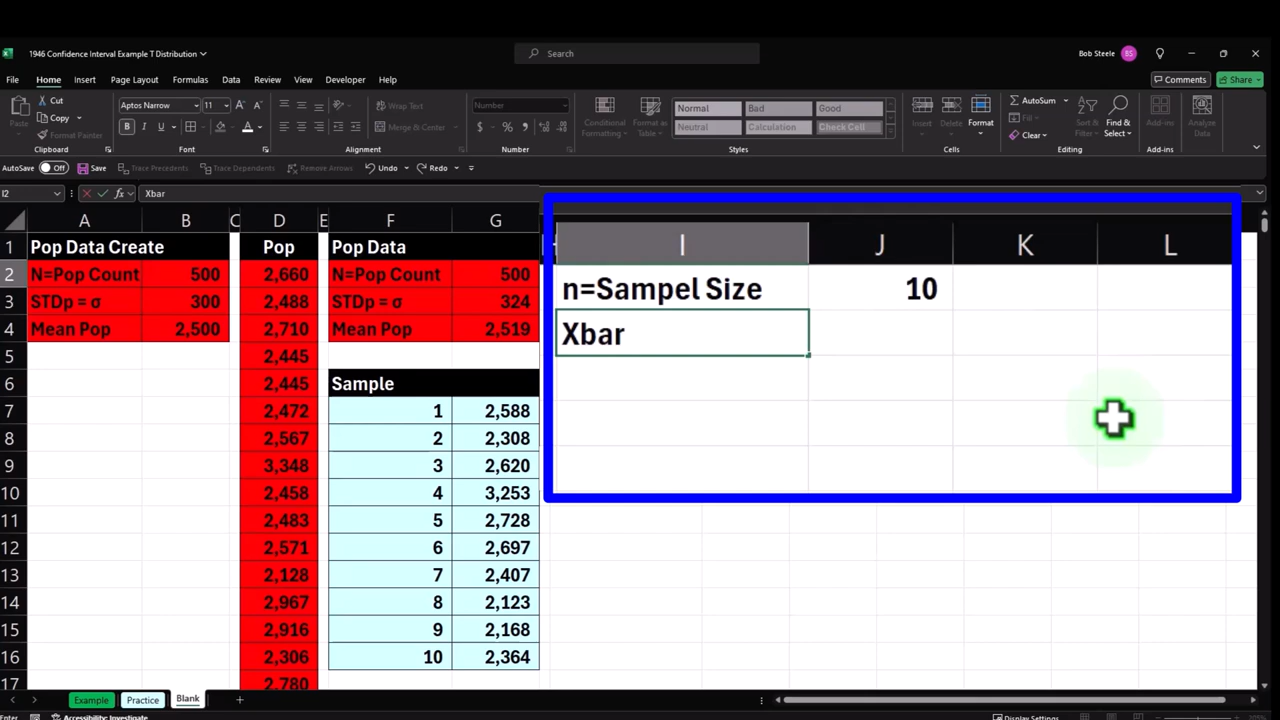 1946 Confidence Interval Example T Distribution
Search
Bob Steele
BS
File Home Insert Page Layout Formulas Data Review View Developer Help
Comments
Share
Paste
Cut
Copy
Format Painter
Clipboard
Aptos Narrow
11
Font
Wrap Text
Merge & Center
Alignment
Number
Number
Conditional Formatting
Format as Table
Normal Bad Good
Neutral Calculation Check Cell
Styles
Insert Delete Format
Cells
AutoSum
Fill
Clear
Sort & Filter
Find & Select
Editing
Add-ins
Add-ins
Analyze Data
AutoSave Off Save Trace Precedents Trace Dependents Remove Arrows Undo Redo
I2 fx Xbar
A B C D E F G H I J K L
1 Pop Data Create Pop Pop Data n=Sampel Size 10
2 N=Pop Count 500 2,660 N=Pop Count 500 Xbar
3 STDp = σ 300 2,488 STDp = σ 324
4 Mean Pop 2,500 2,710 Mean Pop 2,519
5 2,445
6 2,445 Sample
7 2,472 1 2,588
8 2,567 2 2,308
9 3,348 3 2,620
10 2,458 4 3,253
11 2,483 5 2,728
12 2,571 6 2,697
13 2,128 7 2,407
14 2,967 8 2,123
15 2,916 9 2,168
16 2,306 10 2,364
17 2,780
Example Practice Blank
Enter Accessibility: Investigate Display Settings